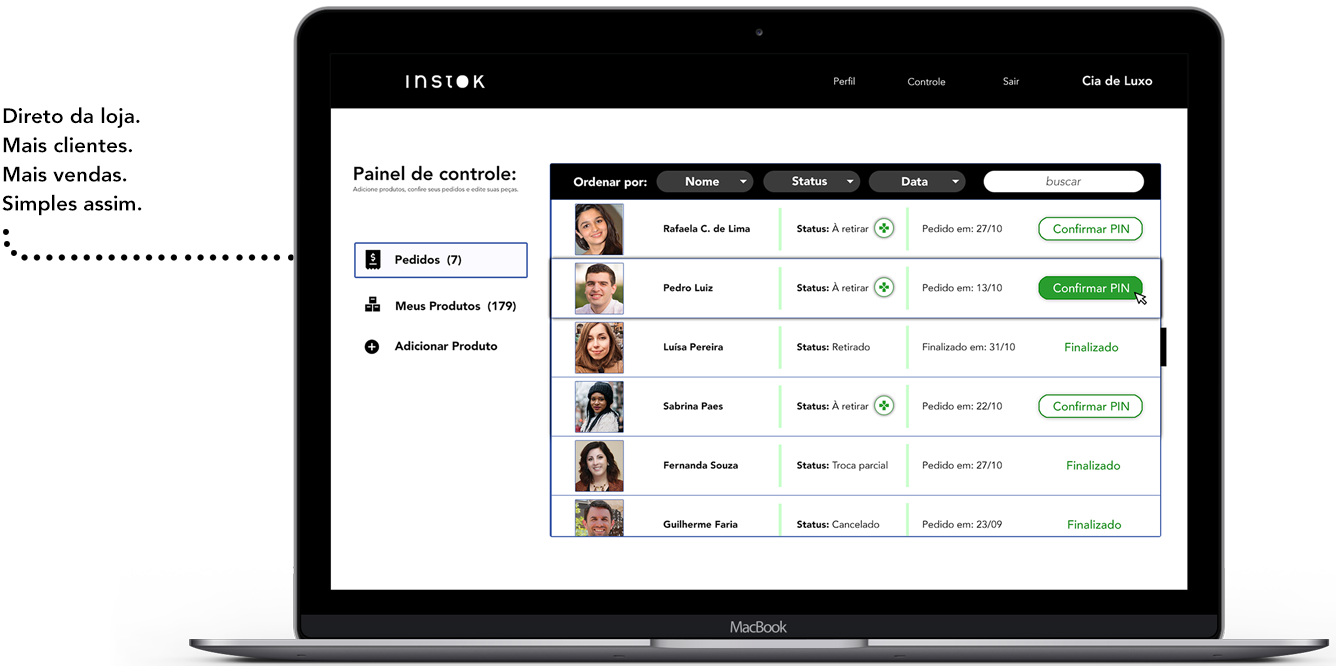 INSTOK
Perfil
Controle
Sair
Cia de Luxo
Direto da loja.
Mais clientes.
Mais vendas.
Simples assim.
Painel de controle:
Adicione produtos, confire seus pedidos e edite suas peças.
Pedidos (7)
Meus Produtos (179)
Adicionar Produto
Ordenar por: Nome Status Data buscar
Rafaela C. de Lima Status: À retirar Pedido em: 27/10 Confirmar PIN
Pedro Luiz Status: À retirar Pedido em: 13/10 Confirmar PIN
Luísa Pereira Status: Retirado Finalizado em: 31/10 Finalizado
Sabrina Paes Status: À retirar Pedido em: 22/10 Confirmar PIN
Fernanda Souza Status: Troca parcial Pedido em: 27/10 Finalizado
Guilherme Faria Status: Cancelado Pedido em: 23/09 Finalizado
MacBook